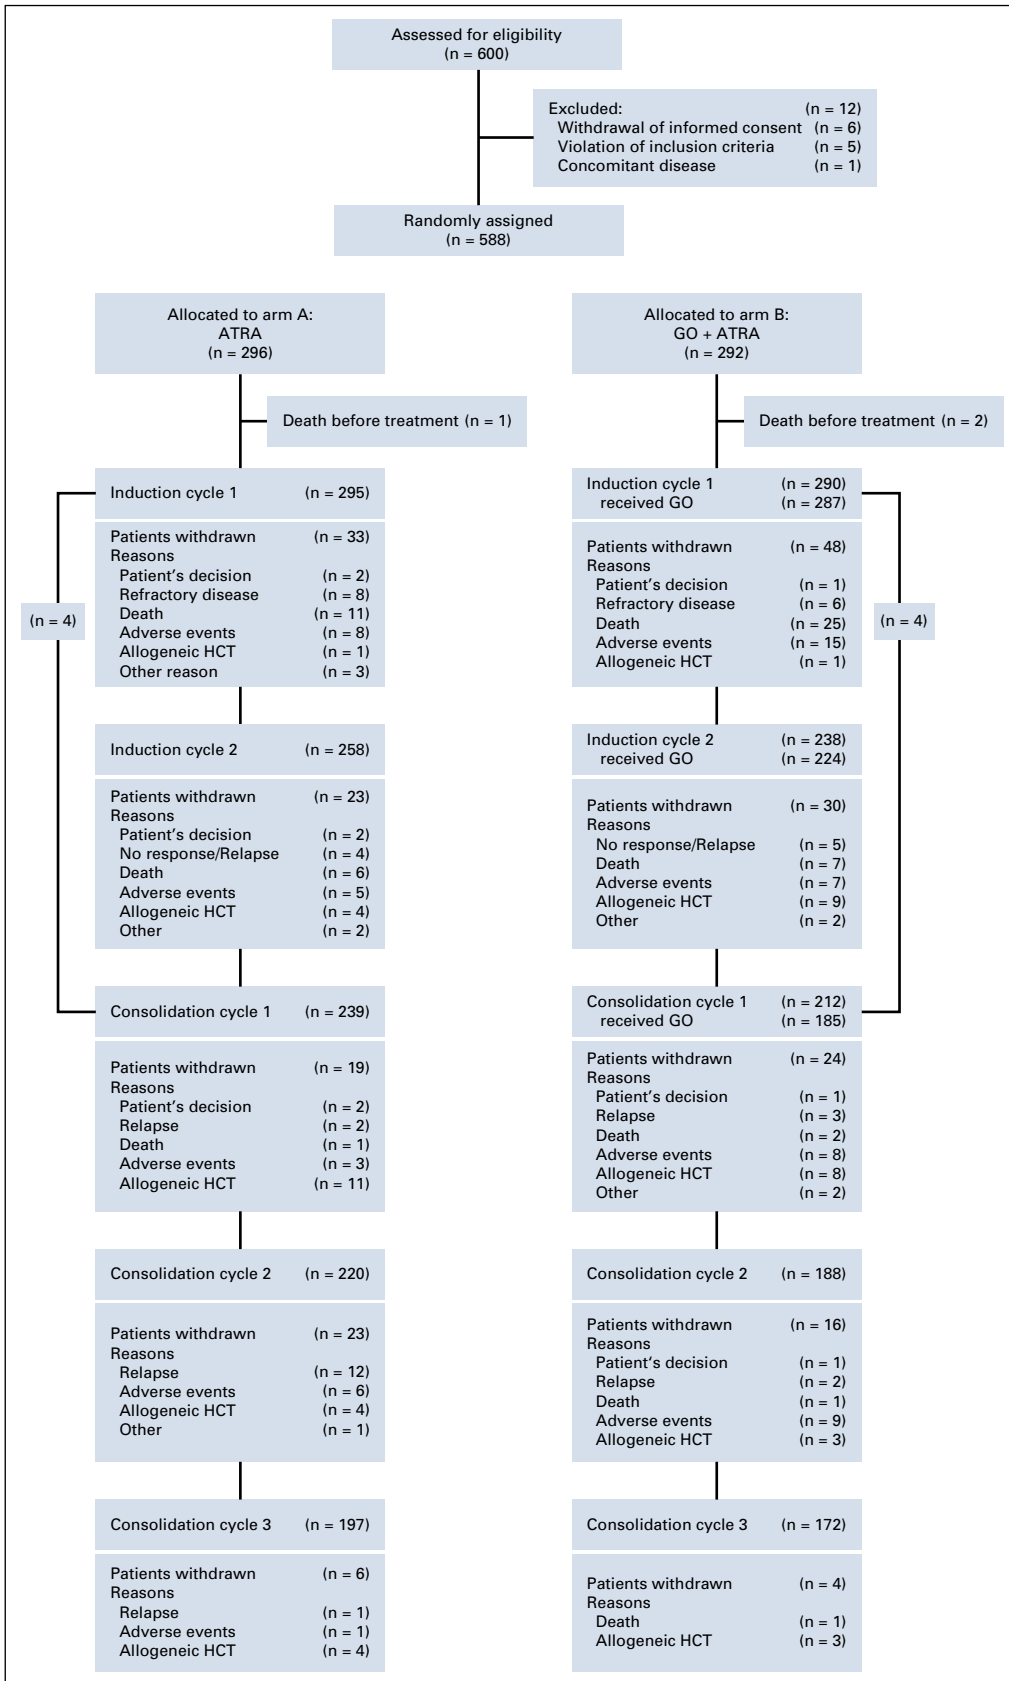 Assessed for eligibility
(n = 600)
Excluded: (n = 12)
Withdrawal of informed consent (n = 6)
Violation of inclusion criteria (n = 5)
Concomitant disease (n = 1)
Randomly assigned
(n = 588)
Allocated to arm A:
ATRA
(n = 296)
Death before treatment (n = 1)
Induction cycle 1 (n = 295)
Patients withdrawn (n = 33)
Reasons
Patient's decision (n = 2)
Refractory disease (n = 8)
Death (n = 11)
Adverse events (n = 8)
Allogeneic HCT (n = 1)
Other reason (n = 3)
(n = 4)
Induction cycle 2 (n = 258)
Patients withdrawn (n = 23)
Reasons
Patient's decision (n = 2)
No response/Relapse (n = 4)
Death (n = 6)
Adverse events (n = 5)
Allogeneic HCT (n = 4)
Other (n = 2)
Consolidation cycle 1 (n = 239)
Patients withdrawn (n = 19)
Reasons
Patient's decision (n = 2)
Relapse (n = 2)
Death (n = 1)
Adverse events (n = 3)
Allogeneic HCT (n = 11)
Consolidation cycle 2 (n = 220)
Patients withdrawn (n = 23)
Reasons
Relapse (n = 12)
Adverse events (n = 6)
Allogeneic HCT (n = 4)
Other (n = 1)
Consolidation cycle 3 (n = 197)
Patients withdrawn (n = 6)
Reasons
Relapse (n = 1)
Adverse events (n = 1)
Allogeneic HCT (n = 4)
Allocated to arm B:
GO + ATRA
(n = 292)
Death before treatment (n = 2)
Induction cycle 1 (n = 290)
received GO (n = 287)
Patients withdrawn (n = 48)
Reasons
Patient's decision (n = 1)
Refractory disease (n = 6)
Death (n = 25)
Adverse events (n = 15)
Allogeneic HCT (n = 1)
(n = 4)
Induction cycle 2 (n = 238)
received GO (n = 224)
Patients withdrawn (n = 30)
Reasons
No response/Relapse (n = 5)
Death (n = 7)
Adverse events (n = 7)
Allogeneic HCT (n = 9)
Other (n = 2)
Consolidation cycle 1 (n = 212)
received GO (n = 185)
Patients withdrawn (n = 24)
Reasons
Patient's decision (n = 1)
Relapse (n = 3)
Death (n = 2)
Adverse events (n = 8)
Allogeneic HCT (n = 8)
Other (n = 2)
Consolidation cycle 2 (n = 188)
Patients withdrawn (n = 16)
Reasons
Patient's decision (n = 1)
Relapse (n = 2)
Death (n = 1)
Adverse events (n = 9)
Allogeneic HCT (n = 3)
Consolidation cycle 3 (n = 172)
Patients withdrawn (n = 4)
Reasons
Death (n = 1)
Allogeneic HCT (n = 3)